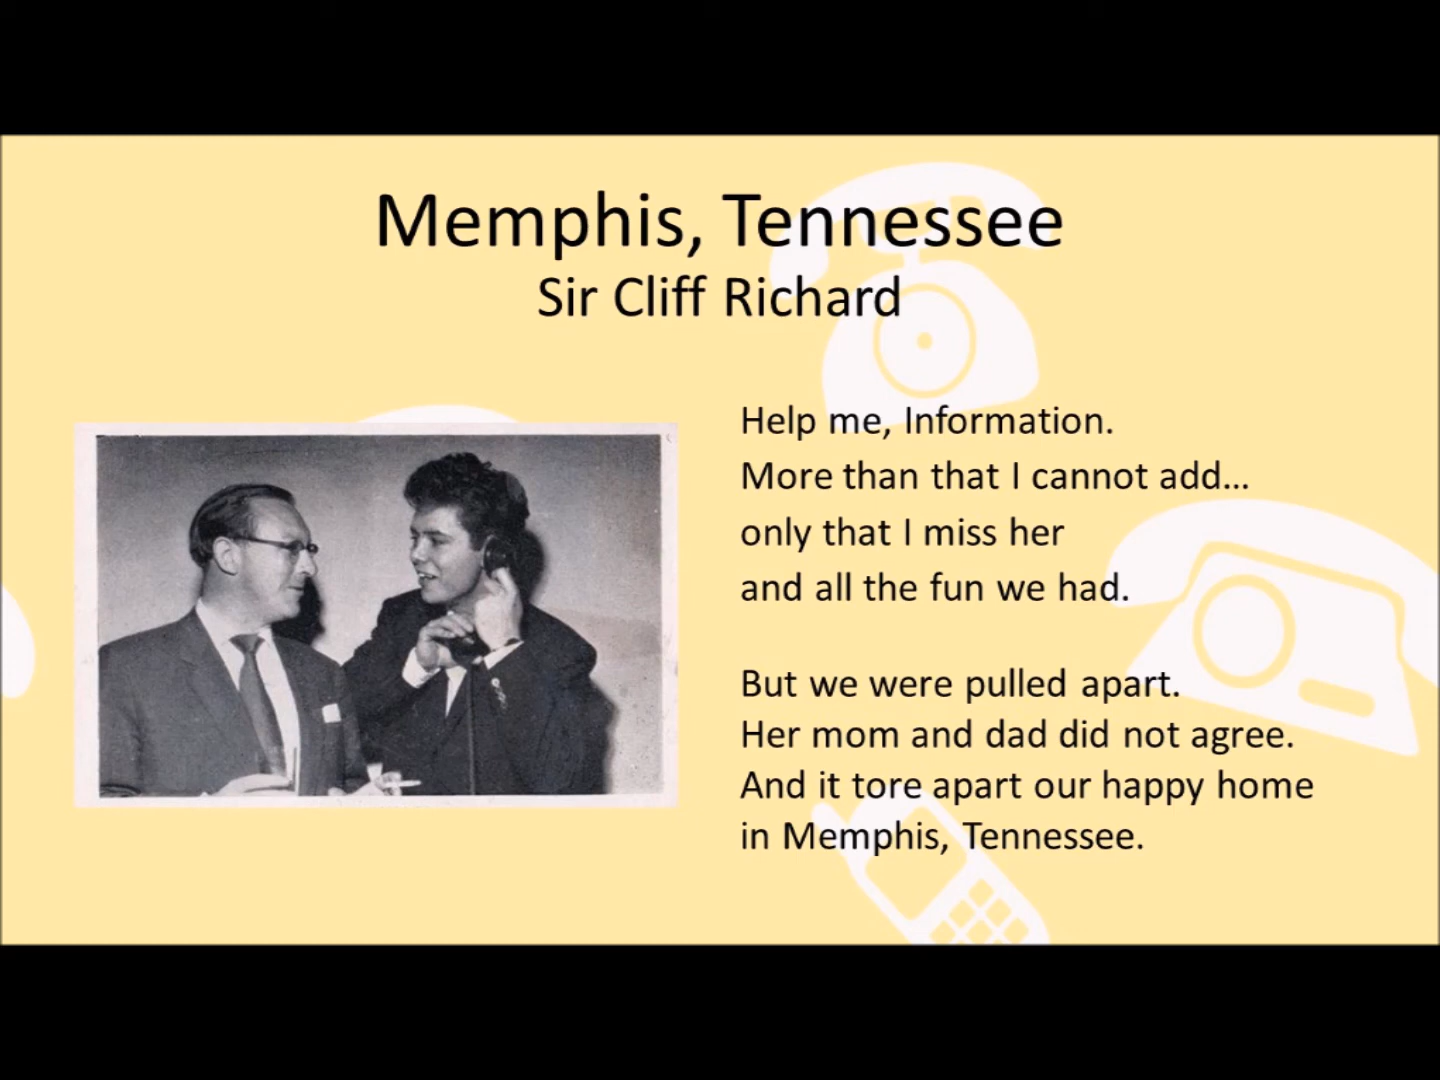 Memphis, Tennessee
Sir Cliff Richard
Help me, Information.
More than that I cannot add...
only that I miss her
and all the fun we had.
But we were pulled apart.
Her mom and dad did not agree.
And it tore apart our happy home
in Memphis, Tennessee.